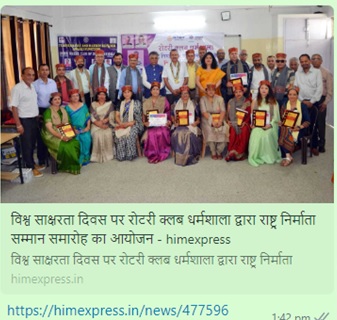 विश्व साक्षरता दिवस पर रोटरी क्लब धर्मशाला द्वारा राष्ट्र निर्माता
सम्मान समारोह का आयोजन - himexpress
विश्व साक्षरता दिवस पर रोटरी क्लब धर्मशाला द्वारा राष्ट्र निर्माता
himexpress.in
https://himexpress.in/news/477596
1:42 pm